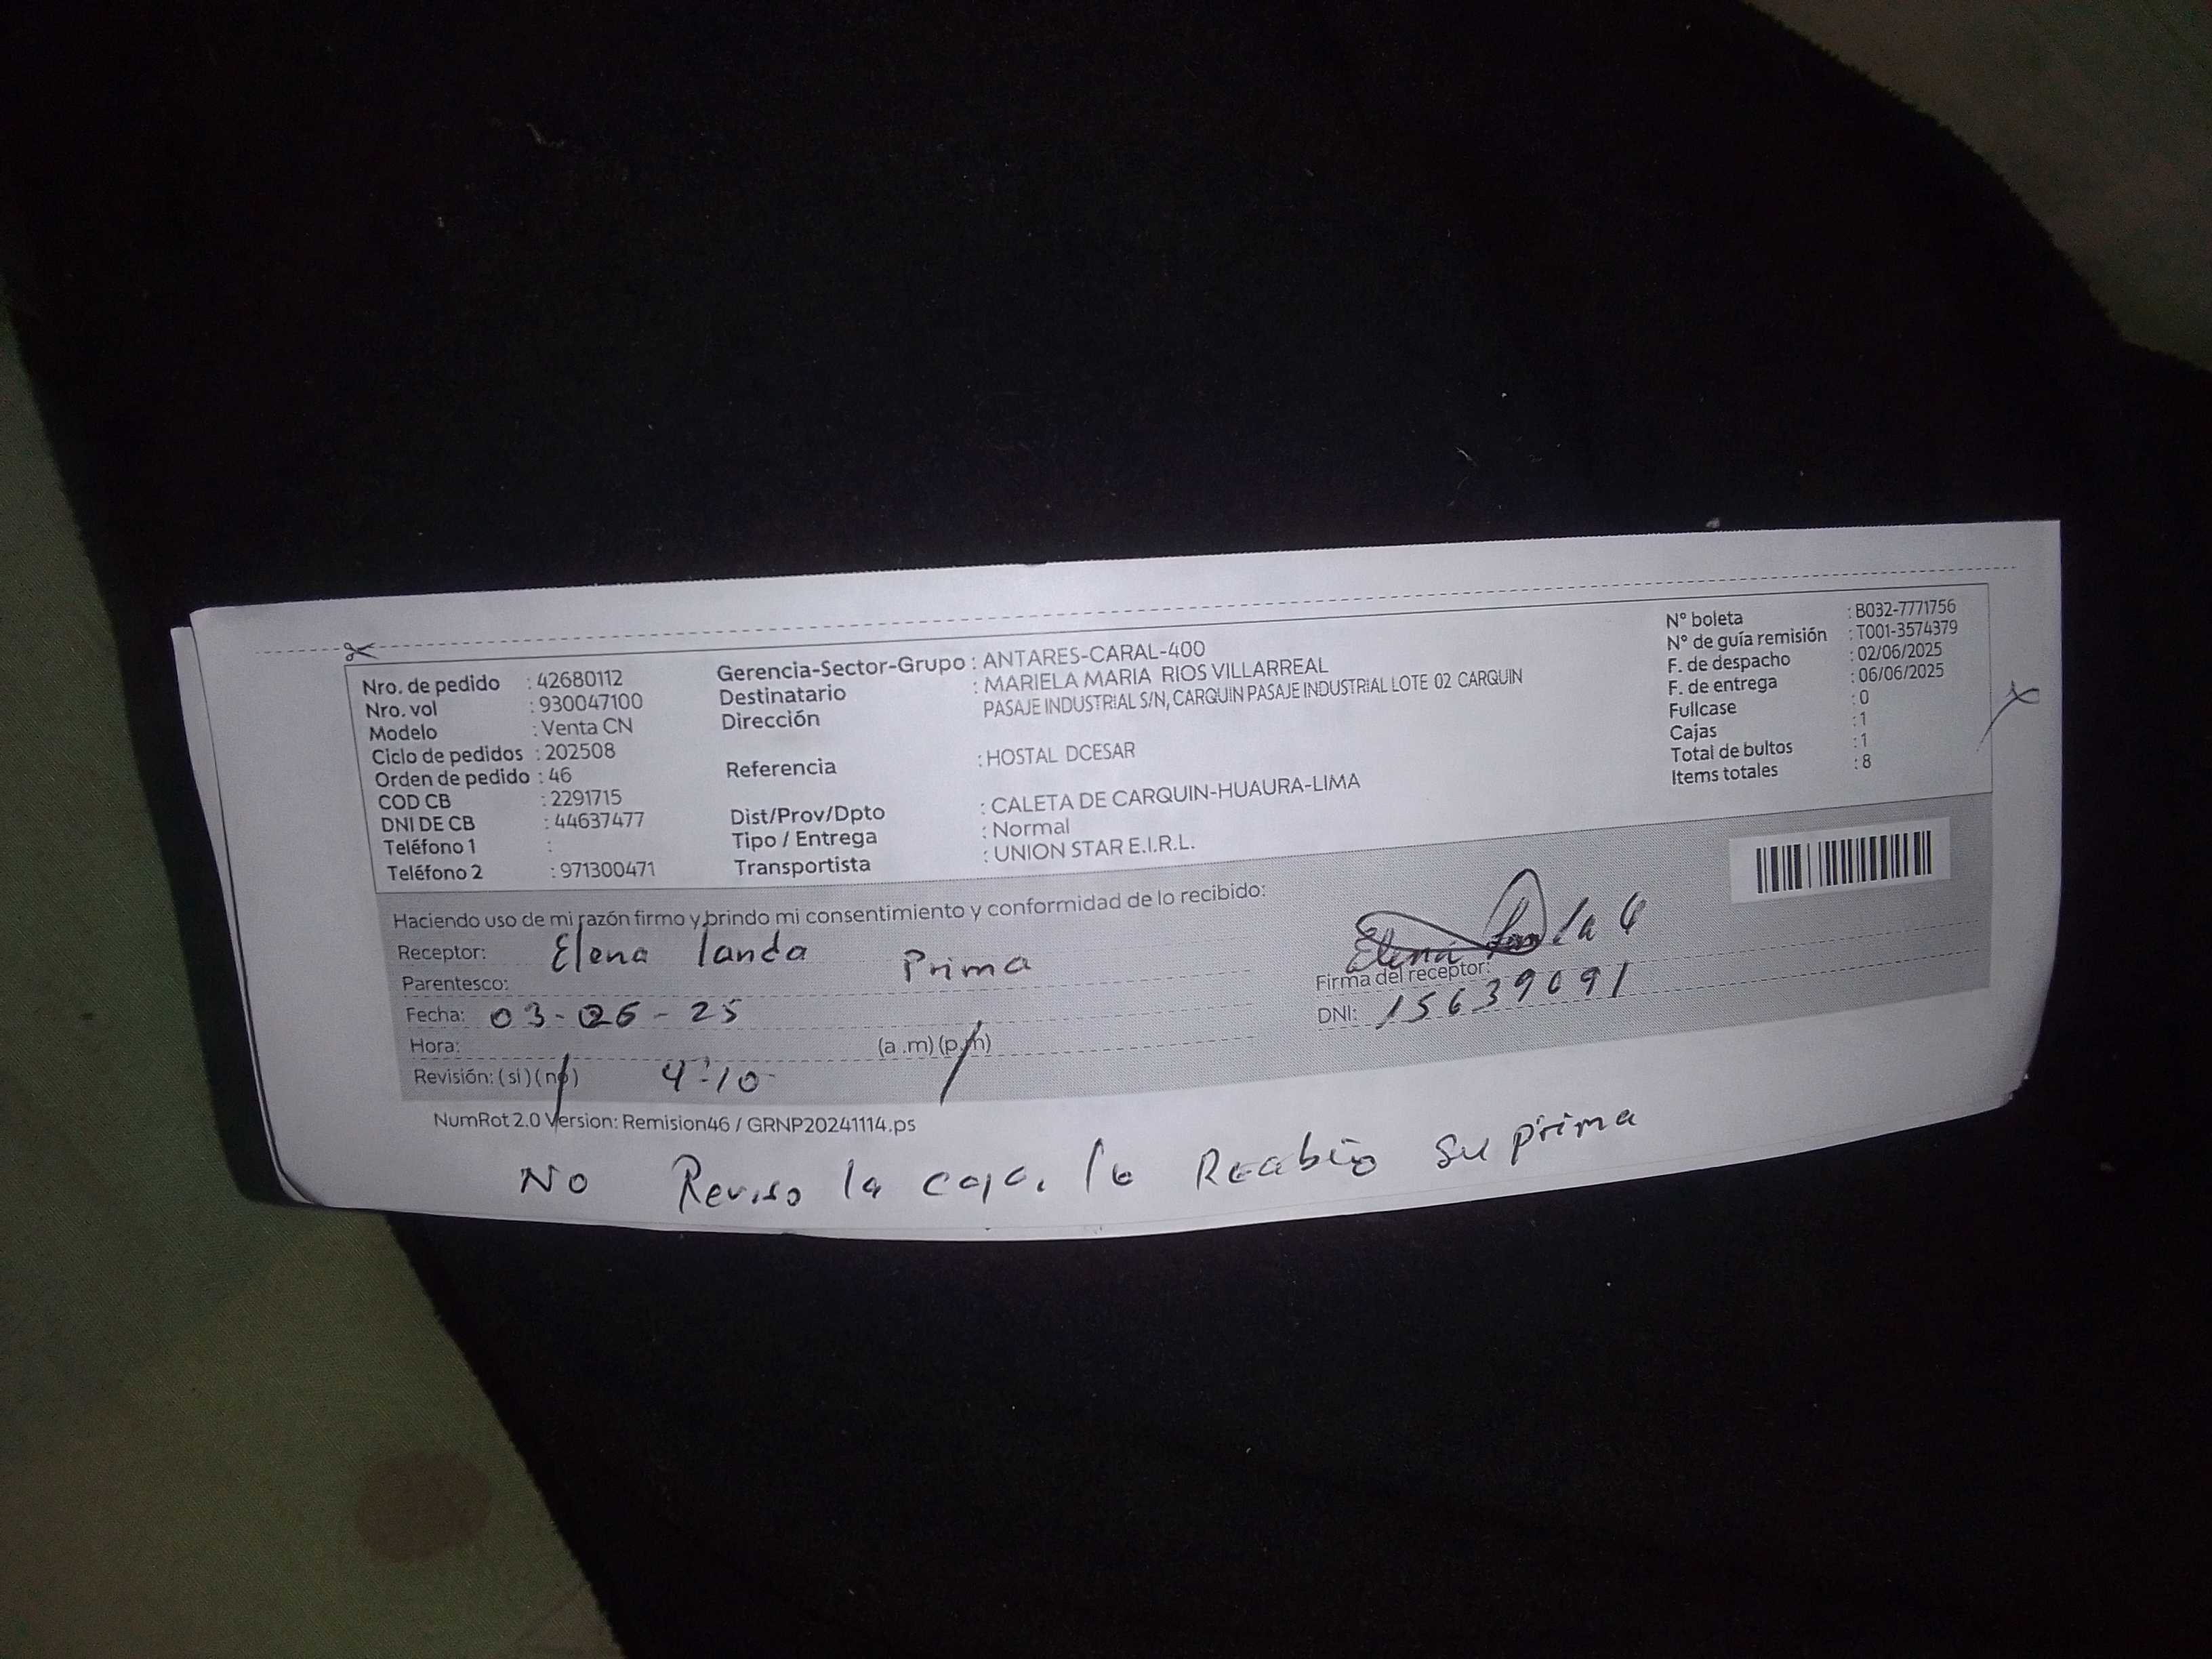 Nro. de pedido : 42680112
Nro. vol : 930047100
Modelo : Venta CN
Ciclo de pedidos : 202508
Orden de pedido : 46
COD CB : 2291715
DNI DE CB : 44637477
Teléfono 1 :
Teléfono 2 : 971300471
Gerencia-Sector-Grupo : ANTARES-CARAL-400
Destinatario : MARIELA MARIA RIOS VILLARREAL
Dirección PASAJE INDUSTRIAL S/N, CARQUIN PASAJE INDUSTRIAL LOTE 02 CARQUIN
Referencia : HOSTAL DCESAR
Dist/Prov/Dpto : CALETA DE CARQUIN-HUAURA-LIMA
Tipo / Entrega : Normal
Transportista : UNION STAR E.I.R.L.
N° boleta : B032-7771756
N° de guía remisión : T001-3574379
F. de despacho : 02/06/2025
F. de entrega : 06/06/2025
Fullcase : 0
Cajas : 1
Total de bultos : 1
Items totales : 8
Haciendo uso de mi razón firmo y brindo mi consentimiento y conformidad de lo recibido:
Receptor: Elena landa
Parentesco: Prima
Fecha: 03-06-25
Hora: (a .m) (p.m)
Revisión: (si) (no) 4:10
Elena
Firma del receptor:
DNI: 15639091
NumRot 2.0 Version: Remision46 / GRNP20241114.ps
No Reviso la caja. lo Recabio su prima